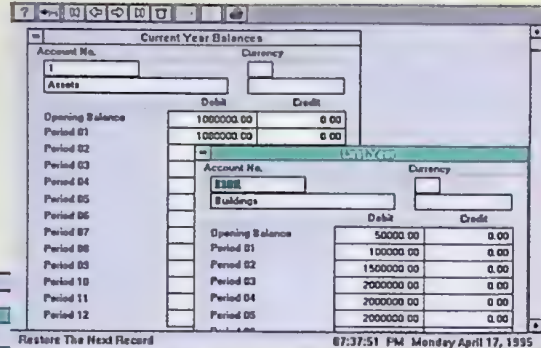 ?
Current Year Balances
Account No.
Currency
1
Assets
Debit
Credit
Opening Balance
1000000.00
0.00
Period 01
1000000.00
0.00
Period 02
Period 03
Period 04
Period 05
Period 06
Period 07
Period 08
Period 09
Period 10
Period 11
Period 12
Account No.
Currency
Buildings
Debit
Credit
Opening Balance
50000.00
0.00
Period 01
100000.00
0.00
Period 02
1500000.00
0.00
Period 03
2000000.00
0.00
Period 04
2000000.00
0.00
Period 05
2000000.00
0.00
Restore The Next Record
07:37:51 PM Monday April 17, 1995